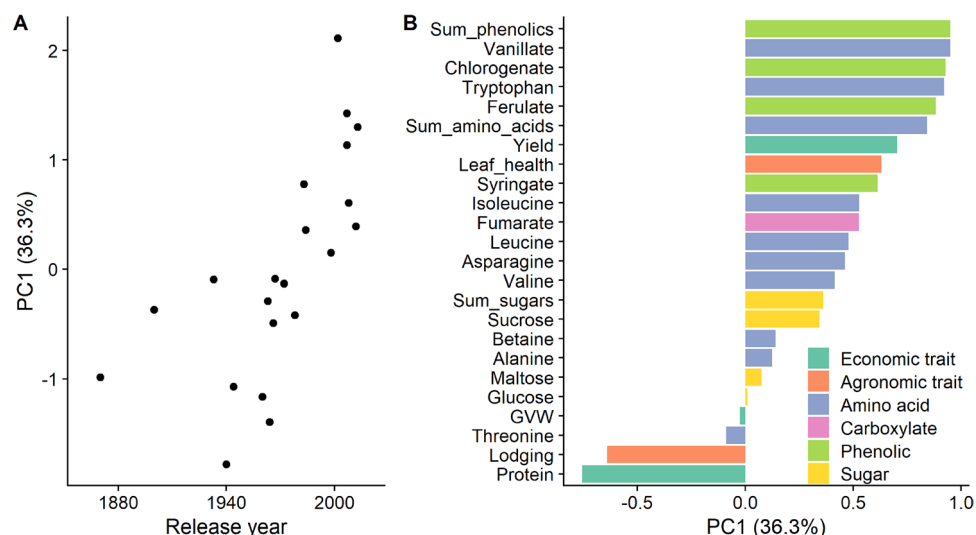 A
2
1
0
-1
PC1 (36.3%)
1880
1940
2000
Release year
B
Sum_phenolics
Vanillate
Chlorogenate
Tryptophan
Ferulate
Sum_amino_acids
Yield
Leaf_health
Syringate
Isoleucine
Fumarate
Leucine
Asparagine
Valine
Sum_sugars
Sucrose
Betaine
Alanine
Maltose
Glucose
GVW
Threonine
Lodging
Protein
Economic trait
Agronomic trait
Amino acid
Carboxylate
Phenolic
Sugar
-0.5
0.0
0.5
1.0
PC1 (36.3%)